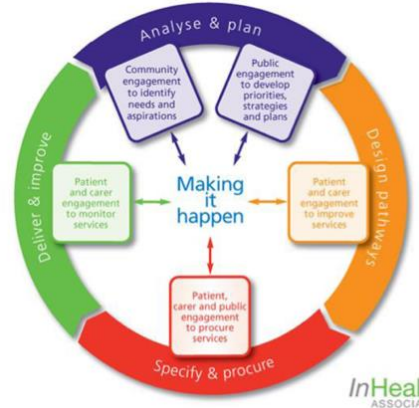 Analyse & plan
Community
engagement
to identify
needs and
aspirations
Public
engagement
to develop
priorities,
strategies
and plans
Deliver & improve
Patient
and carer
engagement
to monitor
services
Making
it
happen
Patient
and carer
engagement
to improve
services
Design pathways
Patient,
carer and public
engagement
to procure
services
Specify & procure
InHeal
ASSOCIA